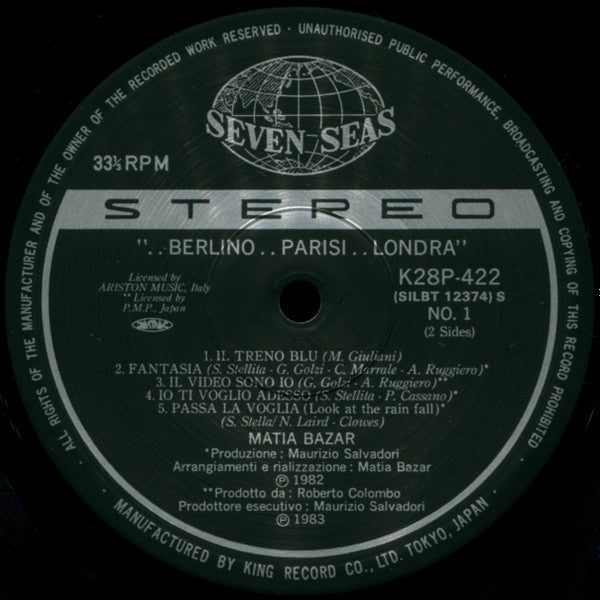 ALL RIGHTS OF THE MANUFACTURER AND OF THE OWNER OF THE RECORDED WORK RESERVED · UNAUTHORISED PUBLIC PERFORMANCE, BROADCASTING AND COPYING OF THIS RECORD PROHIBITED
SEVEN SEAS
33⅓ RPM
STEREO
"..BERLINO..PARISI..LONDRA"
Licensed by
ARISTON MUSIC, Italy
**Licensed by
P.M.P., Japan
JASRAC
K28P-422
(SILBT 12374) S
NO. 1
(2 Sides)
1. IL TRENO BLU (M. Giuliani)
2. FANTASIA (S. Stellita - G. Golzi - C. Marrale - A. Ruggiero)*
3. IL VIDEO SONO IO (G. Golzi - A. Ruggiero)**
4. IO TI VOGLIO ADESSO (S. Stellita - P. Cassano)*
5. PASSA LA VOGLIA (Look at the rain fall)*
(S. Stella/ N. Laird - Clowes)
MATIA BAZAR
*Produzione : Maurizio Salvadori
Arrangiamenti e rializzazione : Matia Bazar
Ⓟ 1982
**Prodotto da : Roberto Colombo
Produttore esecutivo : Maurizio Salvadori
Ⓟ 1983
· MANUFACTURED BY KING RECORD CO., LTD. TOKYO, JAPAN ·